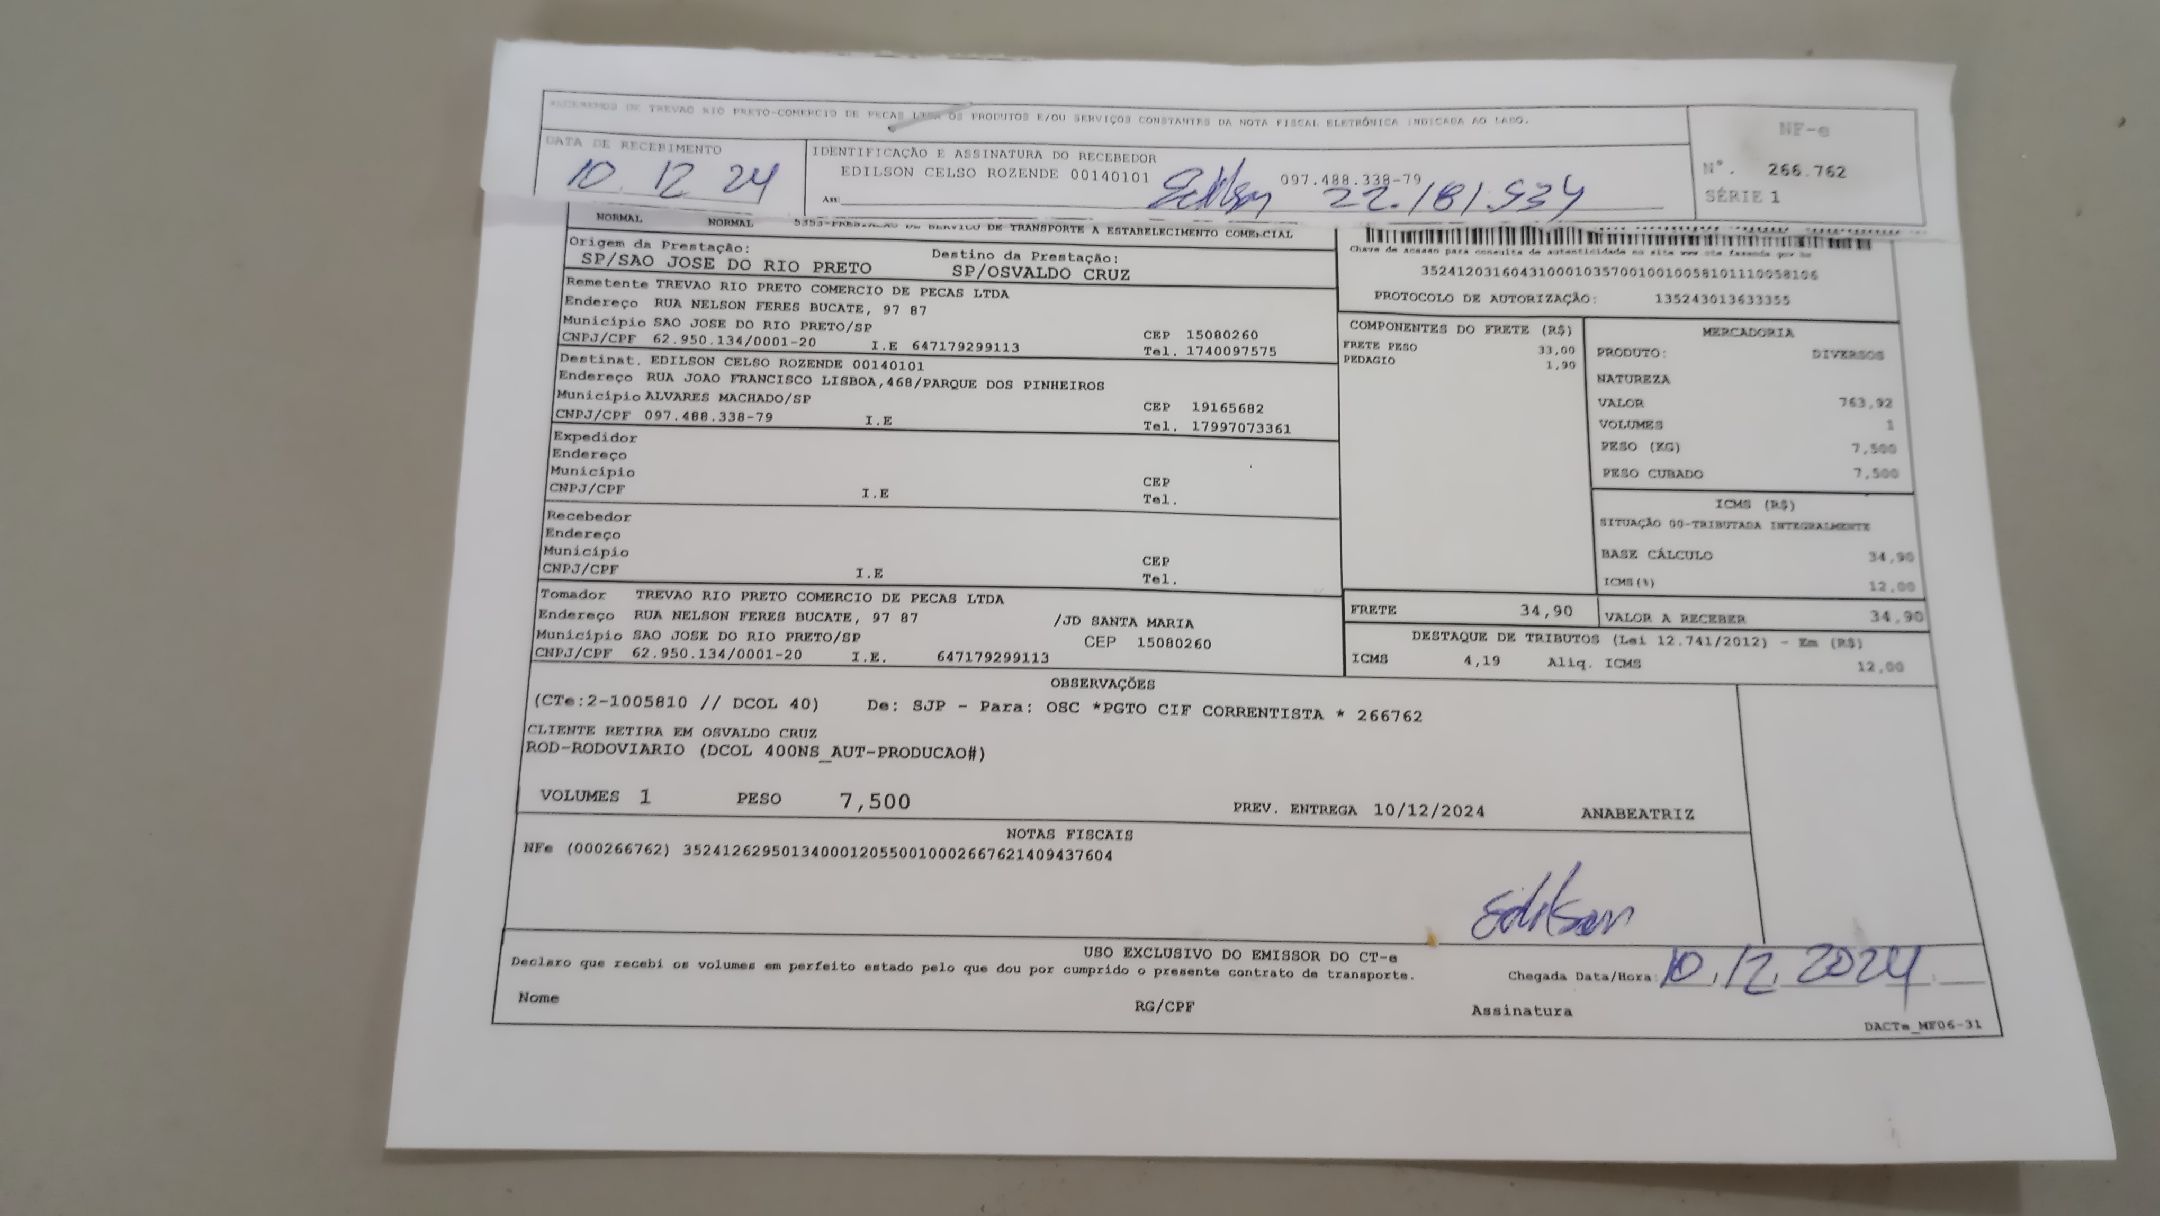 RECEBEMOS DE TREVAO RIO PRETO-COMERCIO DE PECAS LTDA OS PRODUTOS E/OU SERVIÇOS CONSTANTES DA NOTA FISCAL ELETRÔNICA INDICADA AO LADO.
NF-e
Nº. 266.762
SÉRIE 1
DATA DE RECEBIMENTO
10 12 24
IDENTIFICAÇÃO E ASSINATURA DO RECEBEDOR
EDILSON CELSO ROZENDE 00140101 097.488.338-79
Ass Edilson 22.181.934
NORMAL NORMAL 5353-PRESTAÇÃO DE SERVICO DE TRANSPORTE A ESTABELECIMENTO COMERCIAL
Origem da Prestação: Destino da Prestação:
SP/SAO JOSE DO RIO PRETO SP/OSVALDO CRUZ
Chave de acesso para consulta de autenticidade no site www cte fazenda gov br
35241203160431000103570010010058101110058106
PROTOCOLO DE AUTORIZAÇÃO: 135243013633355
Remetente TREVAO RIO PRETO COMERCIO DE PECAS LTDA
Endereço RUA NELSON FERES BUCATE, 97 87
Município SAO JOSE DO RIO PRETO/SP CEP 15080260
CNPJ/CPF 62.950.134/0001-20 I.E 647179299113 Tel. 1740097575
Destinat. EDILSON CELSO ROZENDE 00140101
Endereço RUA JOAO FRANCISCO LISBOA,468/PARQUE DOS PINHEIROS
Município ALVARES MACHADO/SP CEP 19165682
CNPJ/CPF 097.488.338-79 I.E Tel. 17997073361
Expedidor
Endereço
Município CEP
CNPJ/CPF I.E Tel.
Recebedor
Endereço
Município CEP
CNPJ/CPF I.E Tel.
Tomador TREVAO RIO PRETO COMERCIO DE PECAS LTDA
Endereço RUA NELSON FERES BUCATE, 97 87 /JD SANTA MARIA
Município SAO JOSE DO RIO PRETO/SP CEP 15080260
CNPJ/CPF 62.950.134/0001-20 I.E. 647179299113
COMPONENTES DO FRETE (R$)
FRETE PESO 33,00
PEDAGIO 1,90
MERCADORIA
PRODUTO: DIVERSOS
NATUREZA
VALOR 763,92
VOLUMES 1
PESO (KG) 7,500
PESO CUBADO 7,500
ICMS (R$)
SITUAÇÃO 00-TRIBUTADA INTEGRALMENTE
BASE CÁLCULO 34,90
ICMS(%) 12,00
FRETE 34,90 VALOR A RECEBER 34,90
DESTAQUE DE TRIBUTOS (Lei 12.741/2012) - Em (R$)
ICMS 4,19 Aliq. ICMS 12,00
OBSERVAÇÕES
(CTe:2-1005810 // DCOL 40) De: SJP - Para: OSC *PGTO CIF CORRENTISTA * 266762
CLIENTE RETIRA EM OSVALDO CRUZ
ROD-RODOVIARIO (DCOL 400NS_AUT-PRODUCAO#)
VOLUMES 1 PESO 7,500 PREV. ENTREGA 10/12/2024 ANABEATRIZ
NOTAS FISCAIS
NFe (000266762) 35241262950134000120550010002667621409437604
Edilson
USO EXCLUSIVO DO EMISSOR DO CT-e
Declaro que recebi os volumes em perfeito estado pelo que dou por cumprido o presente contrato de transporte.
Chegada Data/Hora: 10.12.2024
Nome RG/CPF Assinatura
DACTe_MF06-31